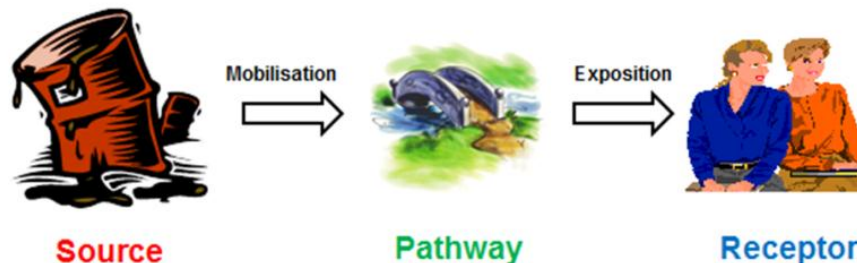 Mobilisation
Exposition
Source
Pathway
Receptor